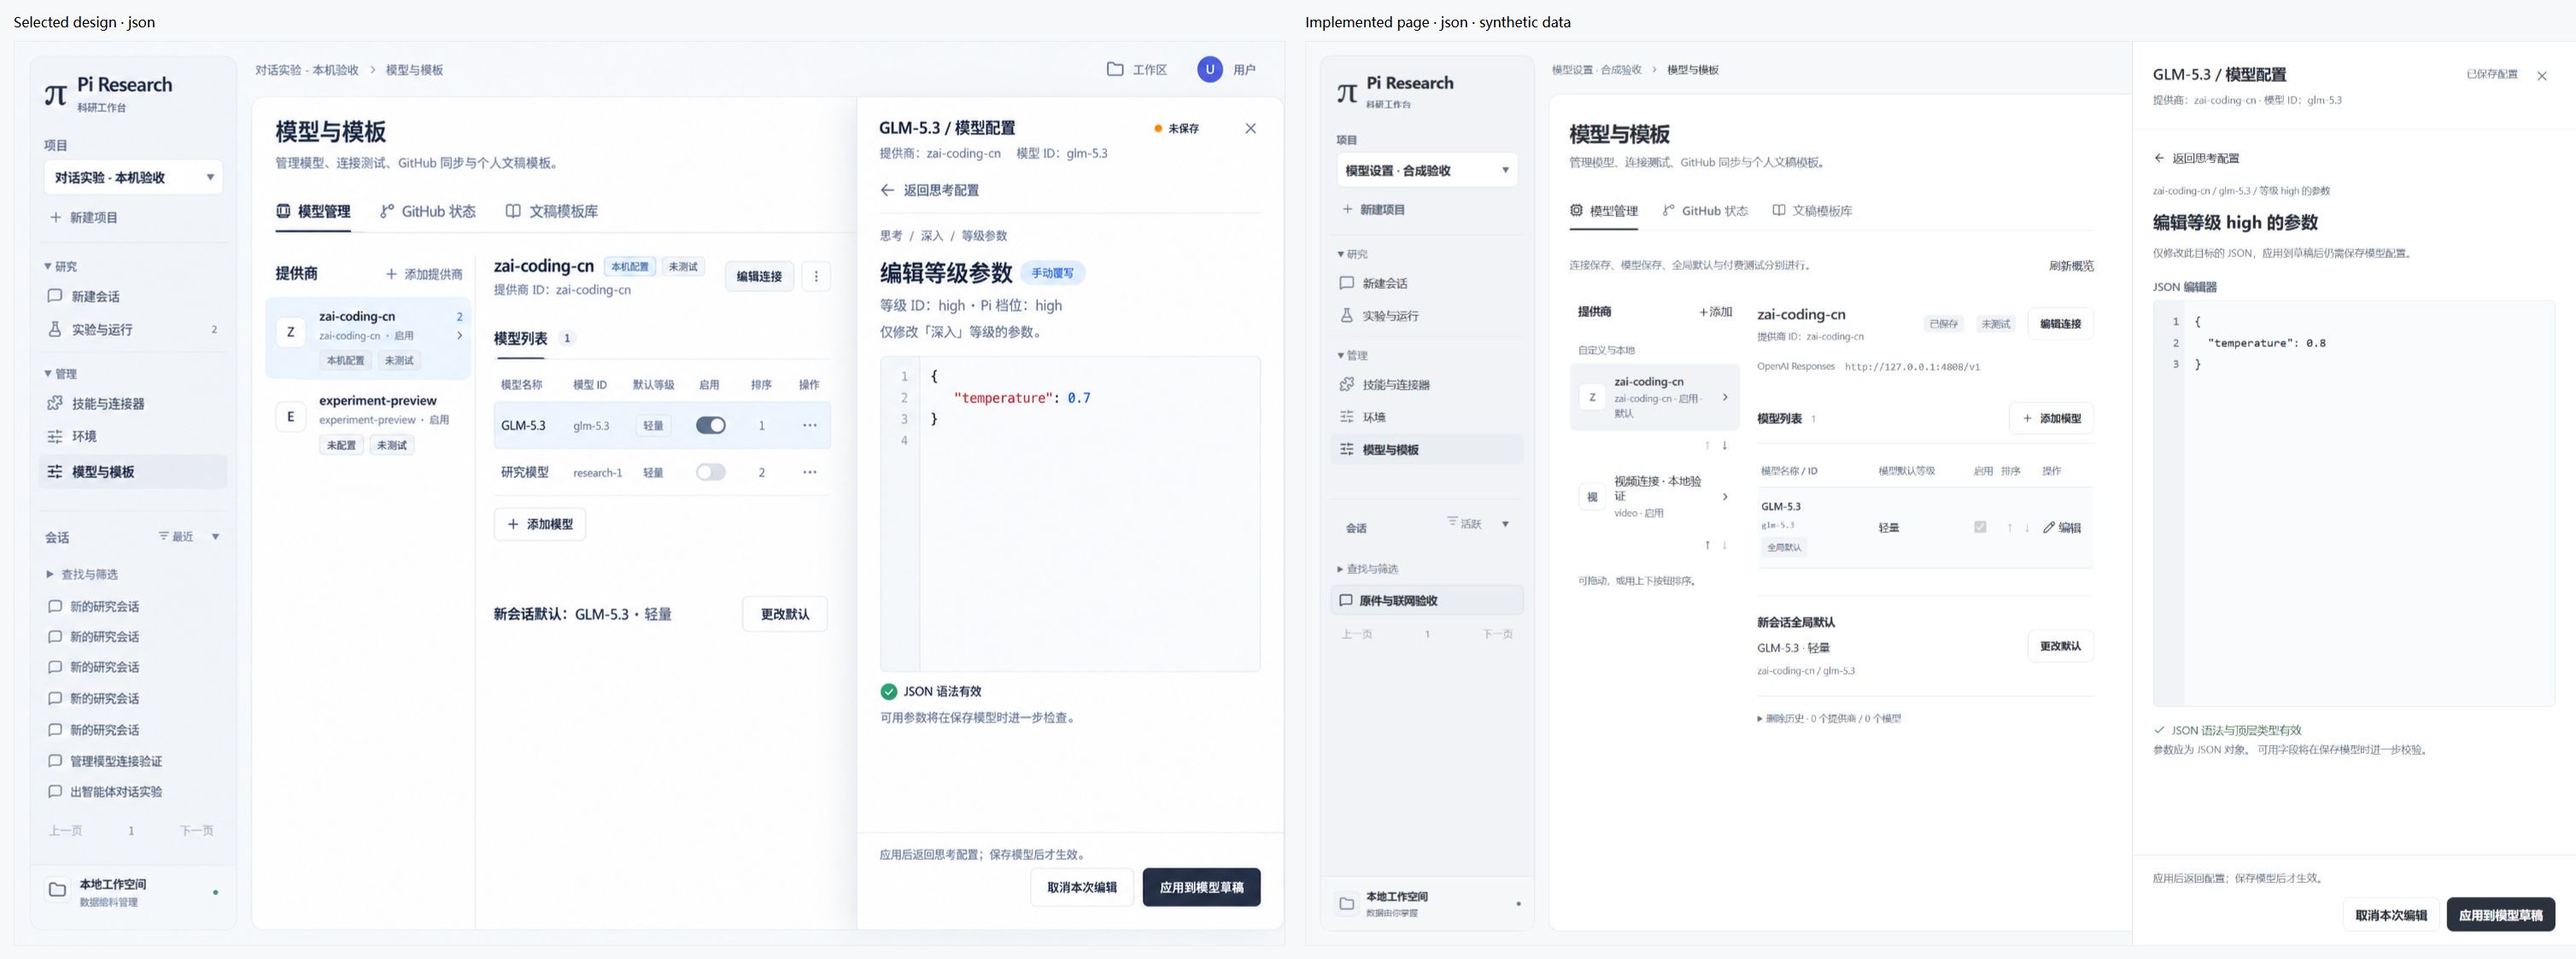 Selected design · json
Pi Research
科研工作台
项目
对话实验 - 本机验收
新建项目
研究
新建会话
实验与运行 2
管理
技能与连接器
环境
模型与模板
会话 最近
查找与筛选
新的研究会话
新的研究会话
新的研究会话
新的研究会话
新的研究会话
管理模型连接验证
出智能体对话实验
上一页 1 下一页
本地工作空间
数据给科管理
对话实验 - 本机验收 > 模型与模板
工作区 U 用户
模型与模板
管理模型、连接测试、GitHub 同步与个人文稿模板。
模型管理 GitHub 状态 文稿模板库
提供商 + 添加提供商
Z zai-coding-cn 2
zai-coding-cn • 启用
本机配置 未测试
E experiment-preview
experiment-preview • 启用
未配置 未测试
zai-coding-cn 本机配置 未测试
提供商 ID：zai-coding-cn
编辑连接
模型列表 1
模型名称 模型 ID 默认等级 启用 排序 操作
GLM-5.3 glm-5.3 轻量 1 ···
研究模型 research-1 轻量 2 ···
+ 添加模型
新会话默认：GLM-5.3 • 轻量 更改默认
GLM-5.3 / 模型配置 未保存
提供商：zai-coding-cn 模型 ID：glm-5.3
← 返回思考配置
思考 / 深入 / 等级参数
编辑等级参数 手动覆写
等级 ID：high • Pi 档位：high
仅修改「深入」等级的参数。
1 {
2 "temperature": 0.7
3 }
4
JSON 语法有效
可用参数将在保存模型时进一步检查。
应用后返回思考配置；保存模型后才生效。
取消本次编辑 应用到模型草稿
Implemented page · json · synthetic data
Pi Research
科研工作台
项目
模型设置 · 合成验收
+ 新建项目
研究
新建会话
实验与运行
管理
技能与连接器
环境
模型与模板
会话 活跃
查找与筛选
原件与联网验收
上一页 1 下一页
本地工作空间
数据由你掌握
模型设置 · 合成验收 > 模型与模板
模型与模板
管理模型、连接测试、GitHub 同步与个人文稿模板。
模型管理 GitHub 状态 文稿模板库
连接保存、模型保存、全局默认与付费测试分别进行。 刷新概览
提供商 +添加
自定义与本地
Z zai-coding-cn
zai-coding-cn · 启用 ·
默认
↑ ↓
视 视频连接 · 本地验
证
video · 启用
↑ ↓
可拖动，或用上下按钮排序。
zai-coding-cn
提供商 ID：zai-coding-cn
已保存 未测试 编辑连接
OpenAI Responses http://127.0.0.1:4808/v1
模型列表 1 + 添加模型
模型名称 / ID 模型默认等级 启用 排序 操作
GLM-5.3
glm-5.3
全局默认
轻量 ↑ ↓ 编辑
新会话全局默认
GLM-5.3 · 轻量
zai-coding-cn / glm-5.3
更改默认
删除历史 · 0 个提供商 / 0 个模型
GLM-5.3 / 模型配置 已保存配置
提供商：zai-coding-cn · 模型 ID：glm-5.3
← 返回思考配置
zai-coding-cn / glm-5.3 / 等级 high 的参数
编辑等级 high 的参数
仅修改此目标的 JSON，应用到草稿后仍需保存模型配置。
JSON 编辑器
1 {
2 "temperature": 0.8
3 }
JSON 语法与顶层类型有效
参数应为 JSON 对象。 可用字段将在保存模型时进一步校验。
应用后返回配置；保存模型后才生效。
取消本次编辑 应用到模型草稿